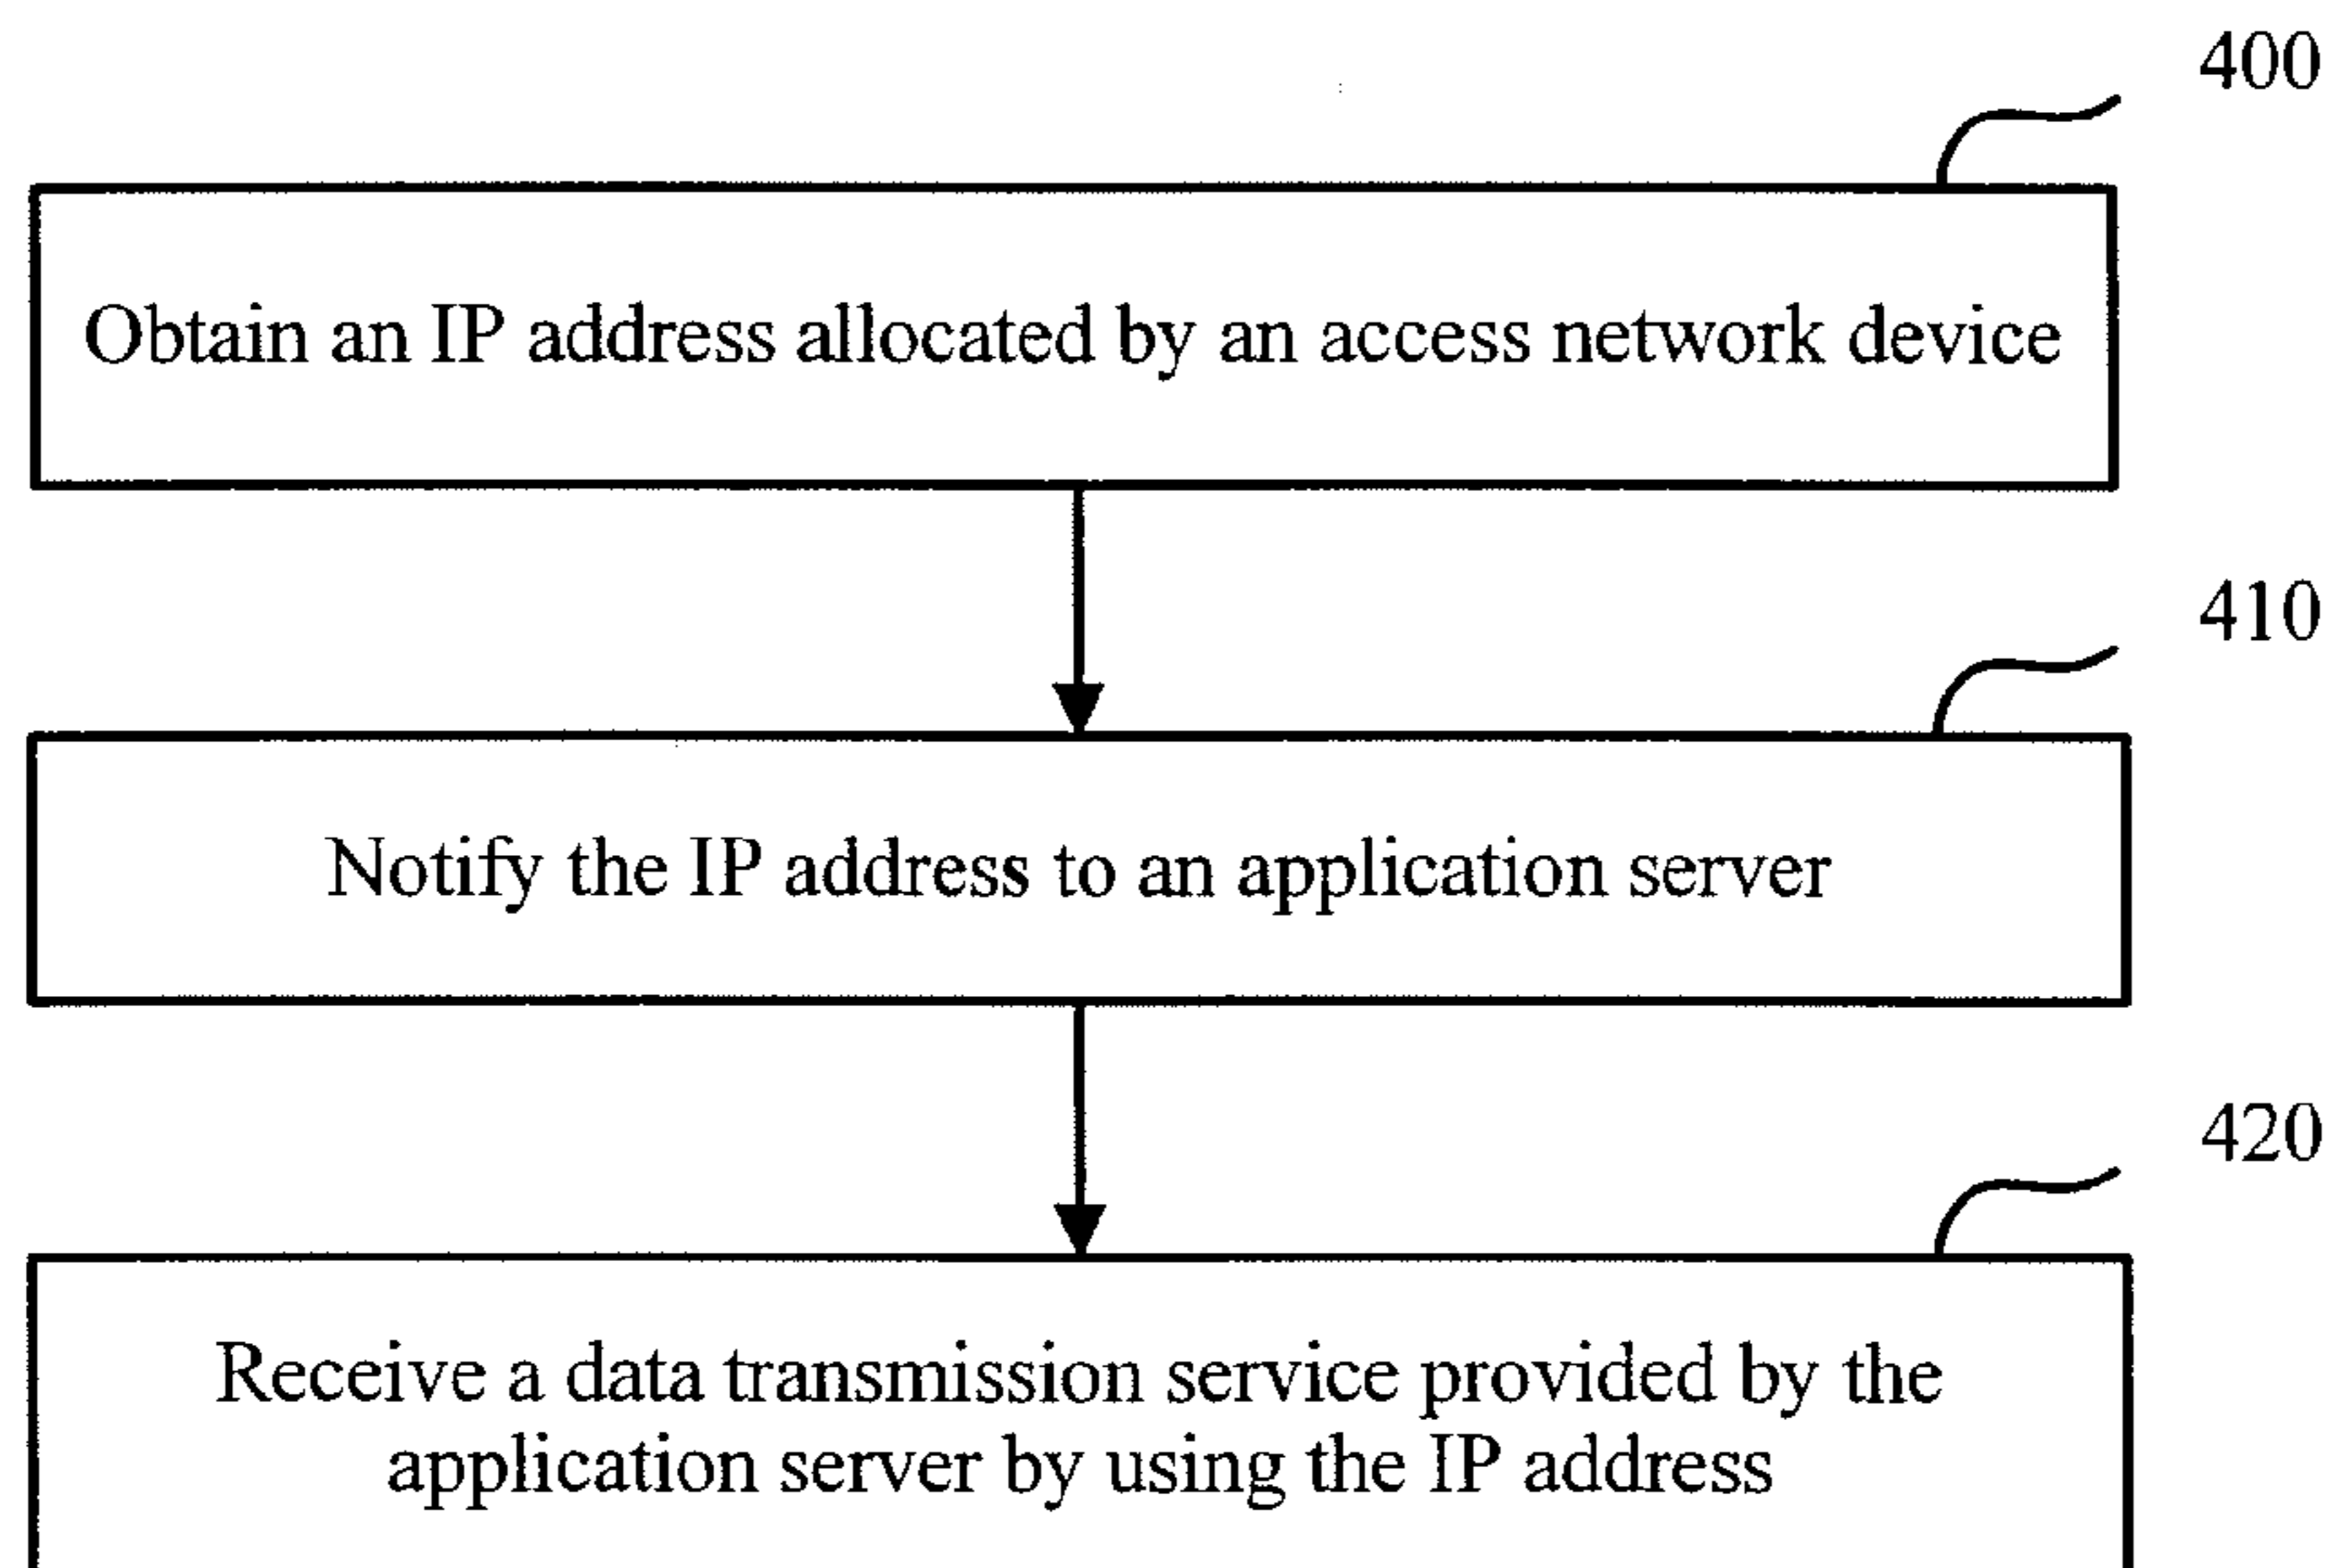 400
Obtain an IP address allocated by an access network device
410
Notify the IP address to an application server
420
Receive a data transmission service provided by the
application server by using the IP address